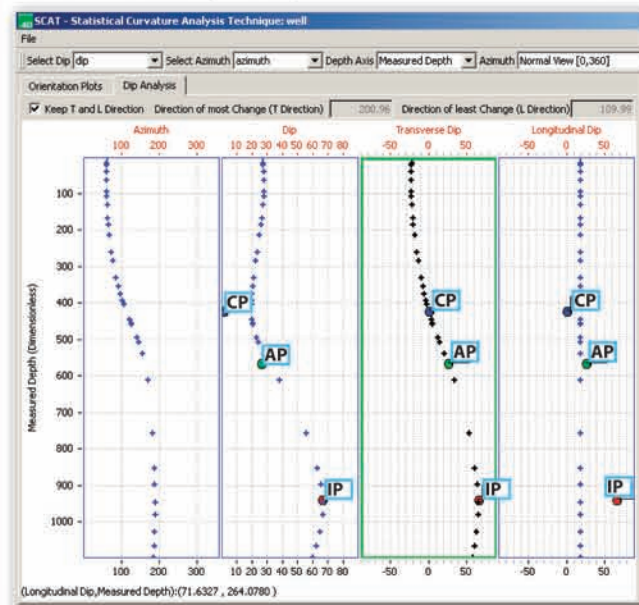 SCAT - Statistical Curvature Analysis Technique: well
File
Select Dip dip Select Azimuth azimuth Depth Axis Measured Depth Azimuth Normal View [0,360]
Orientation Plots Dip Analysis
Keep T and L Direction Direction of most Change (T Direction) 200.96 Direction of least Change (L Direction) 109.99
Azimuth Dip Transverse Dip Longitudinal Dip
100 200 300 10 20 30 40 50 60 70 80 -50 0 50 0 50
Measured Depth (Dimensionless)
100
200
300
400
500
600
700
800
900
1000
CP CP CP
AP AP AP
IP IP IP
100 200 300 10 20 30 40 50 60 70 80 -50 0 50 0 50
(Longitudinal Dip,Measured Depth):(71.6327 , 264.0780 )